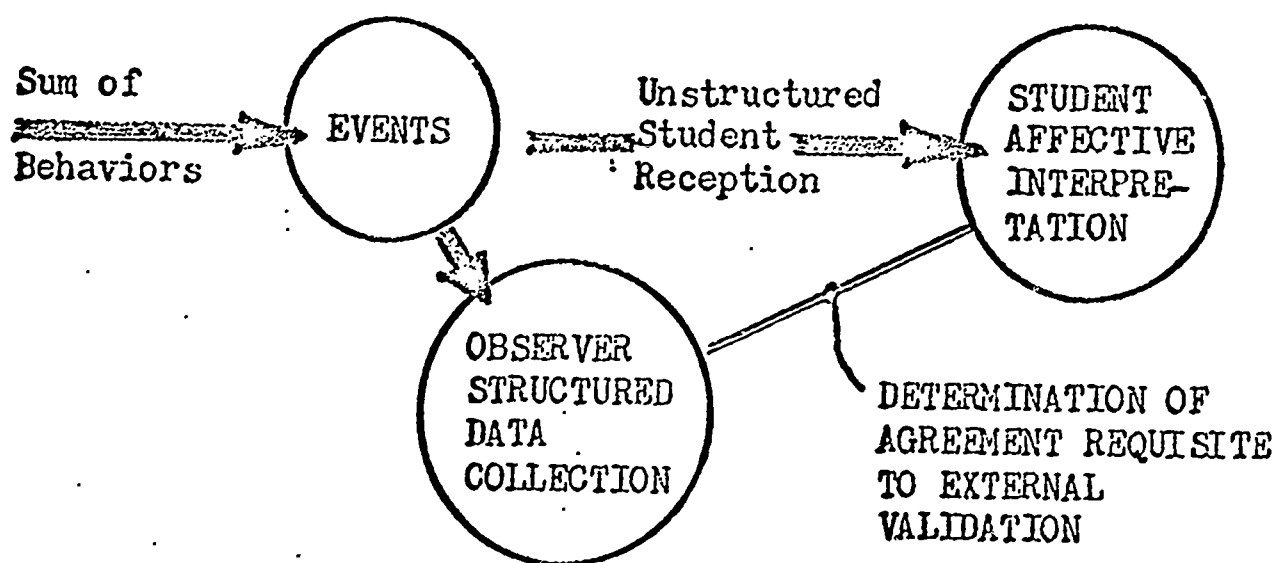 Sum of
Behaviors
EVENTS
Unstructured
Student
Reception
STUDENT
AFFECTIVE
INTERPRE-
TATION
OBSERVER
STRUCTURED
DATA
COLLECTION
DETERMINATION OF
AGREEMENT REQUISITE
TO EXTERNAL
VALIDATION